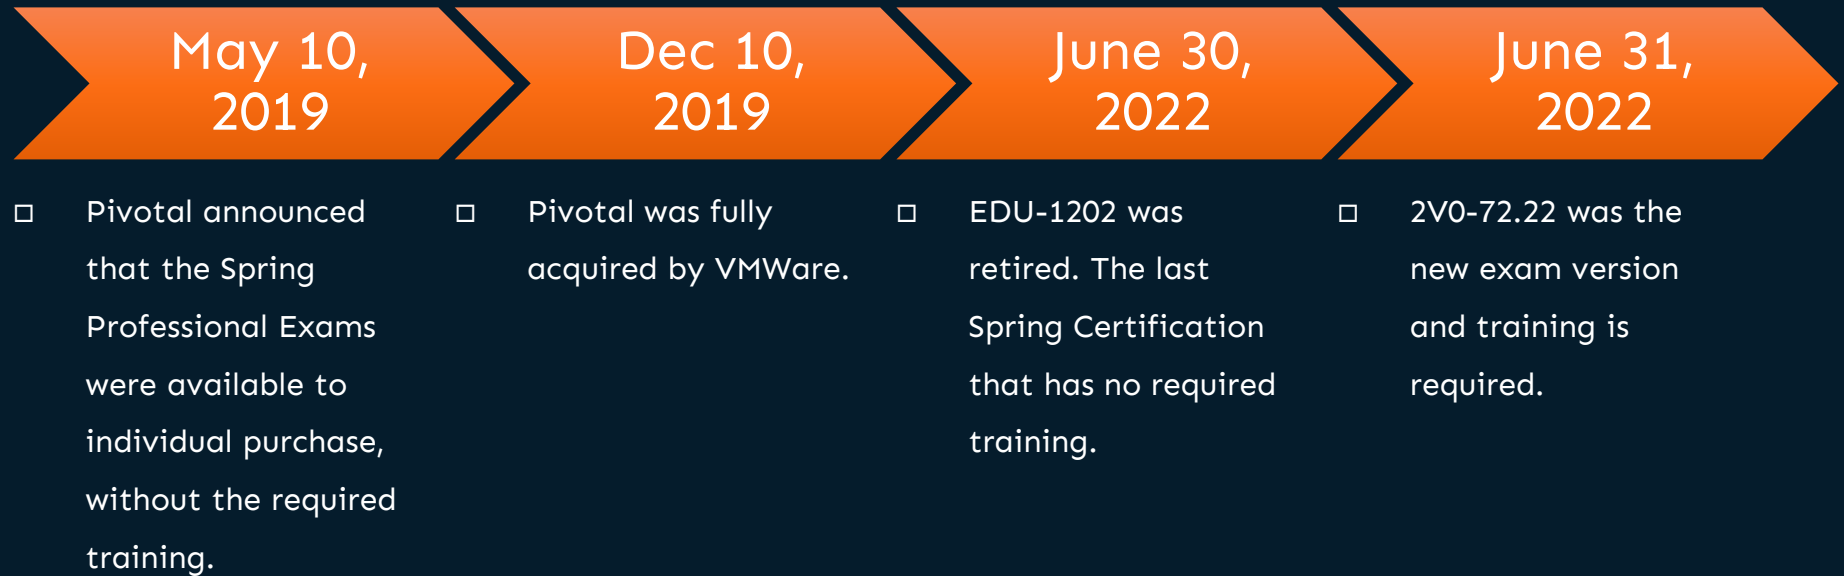 May 10,
2019
Dec 10,
2019
June 30,
2022
June 31,
2022
Pivotal announced
that the Spring
Professional Exams
were available to
individual purchase,
without the required
training.
Pivotal was fully
acquired by VMWare.
EDU-1202 was
retired. The last
Spring Certification
that has no required
training.
2V0-72.22 was the
new exam version
and training is
required.